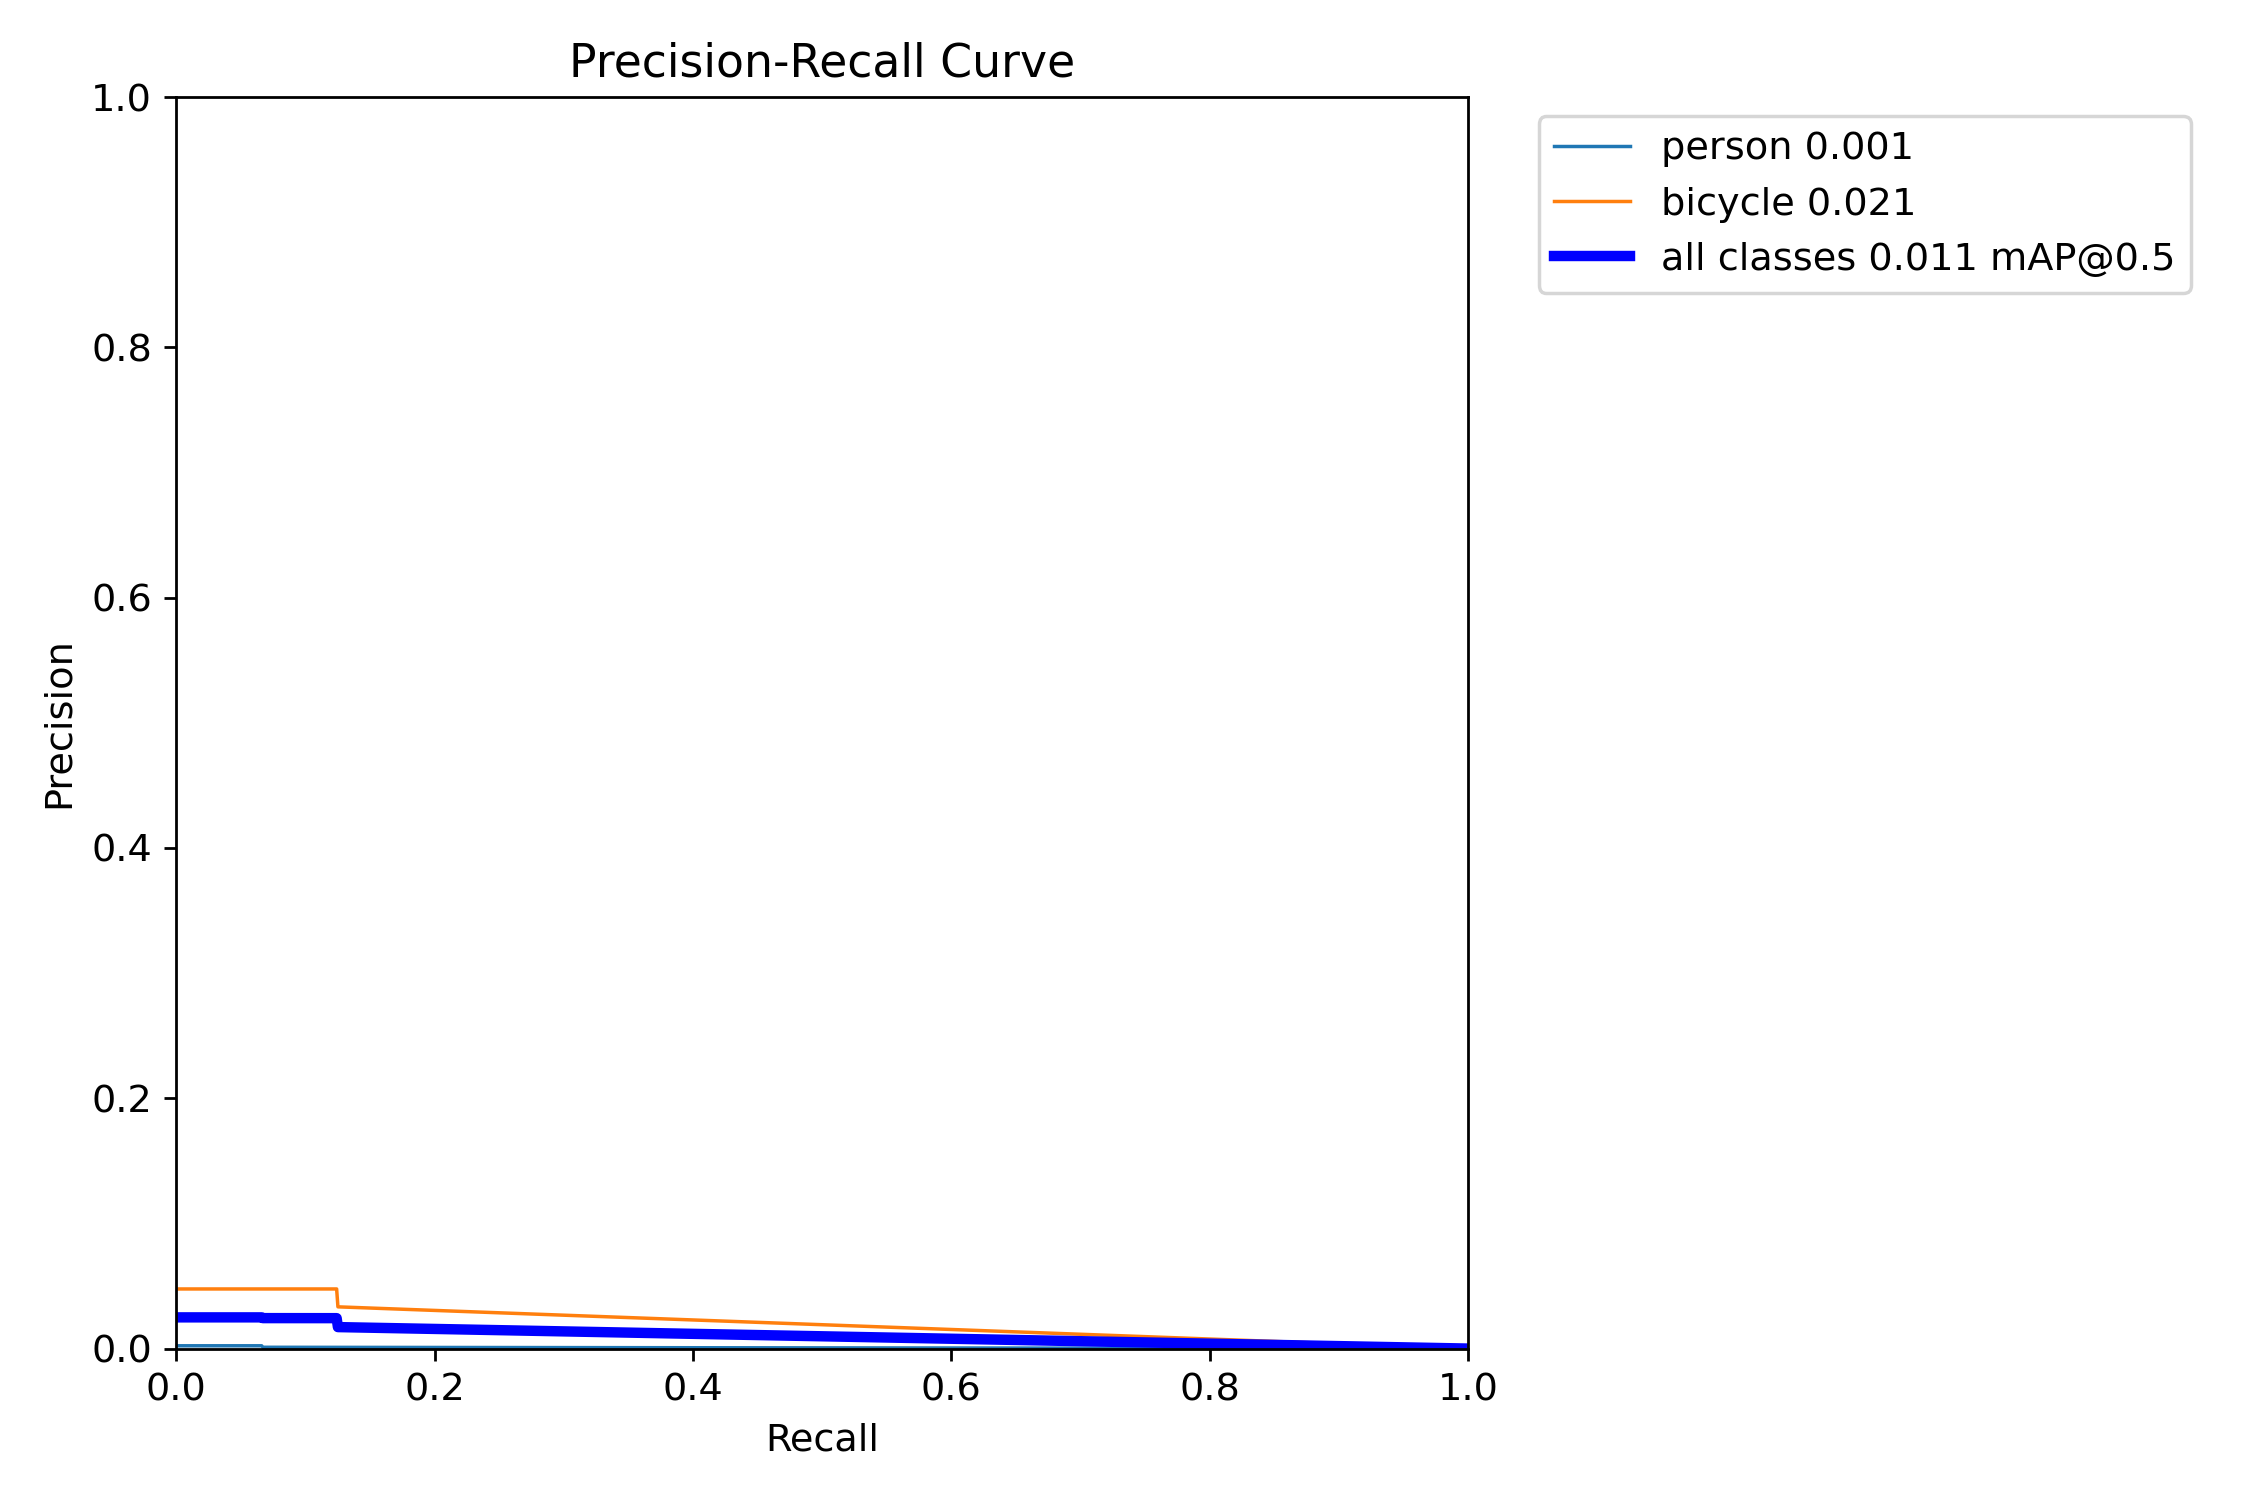 Precision-Recall Curve
1.0
0.8
0.6
0.4
0.2
0.0
Precision
0.0 0.2 0.4 0.6 0.8 1.0
Recall
person 0.001
bicycle 0.021
all classes 0.011 mAP@0.5